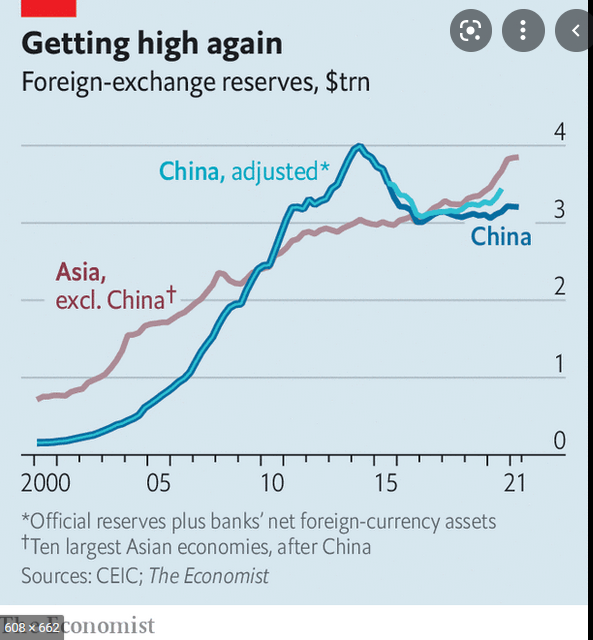 Getting high again
Foreign-exchange reserves, $trn
4
China, adjusted*
3
China
Asia,
excl. China†
2
1
0
2000 05 10 15 21
*Official reserves plus banks’ net foreign-currency assets
†Ten largest Asian economies, after China
Sources: CEIC; The Economist
The Economist
608 × 662